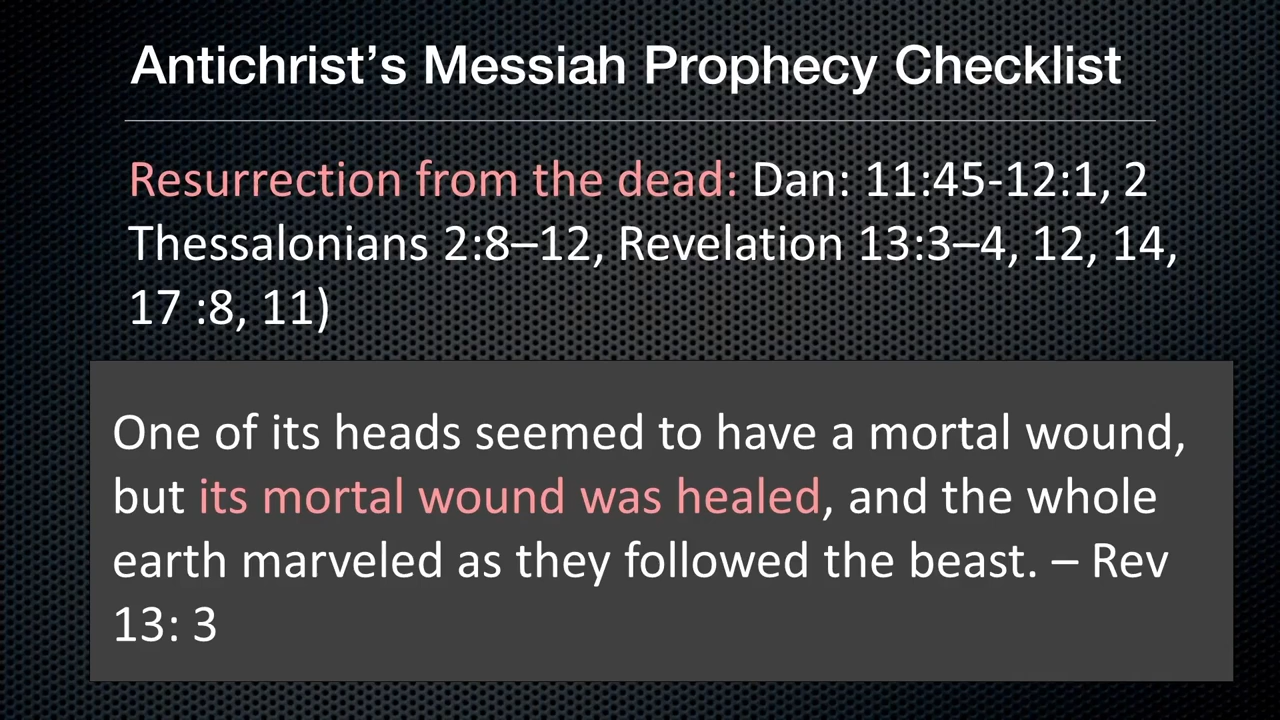 Antichrist’s Messiah Prophecy Checklist
Resurrection from the dead: Dan: 11:45-12:1, 2
Thessalonians 2:8–12, Revelation 13:3–4, 12, 14,
17 :8, 11)
One of its heads seemed to have a mortal wound,
but its mortal wound was healed, and the whole
earth marveled as they followed the beast. – Rev
13: 3